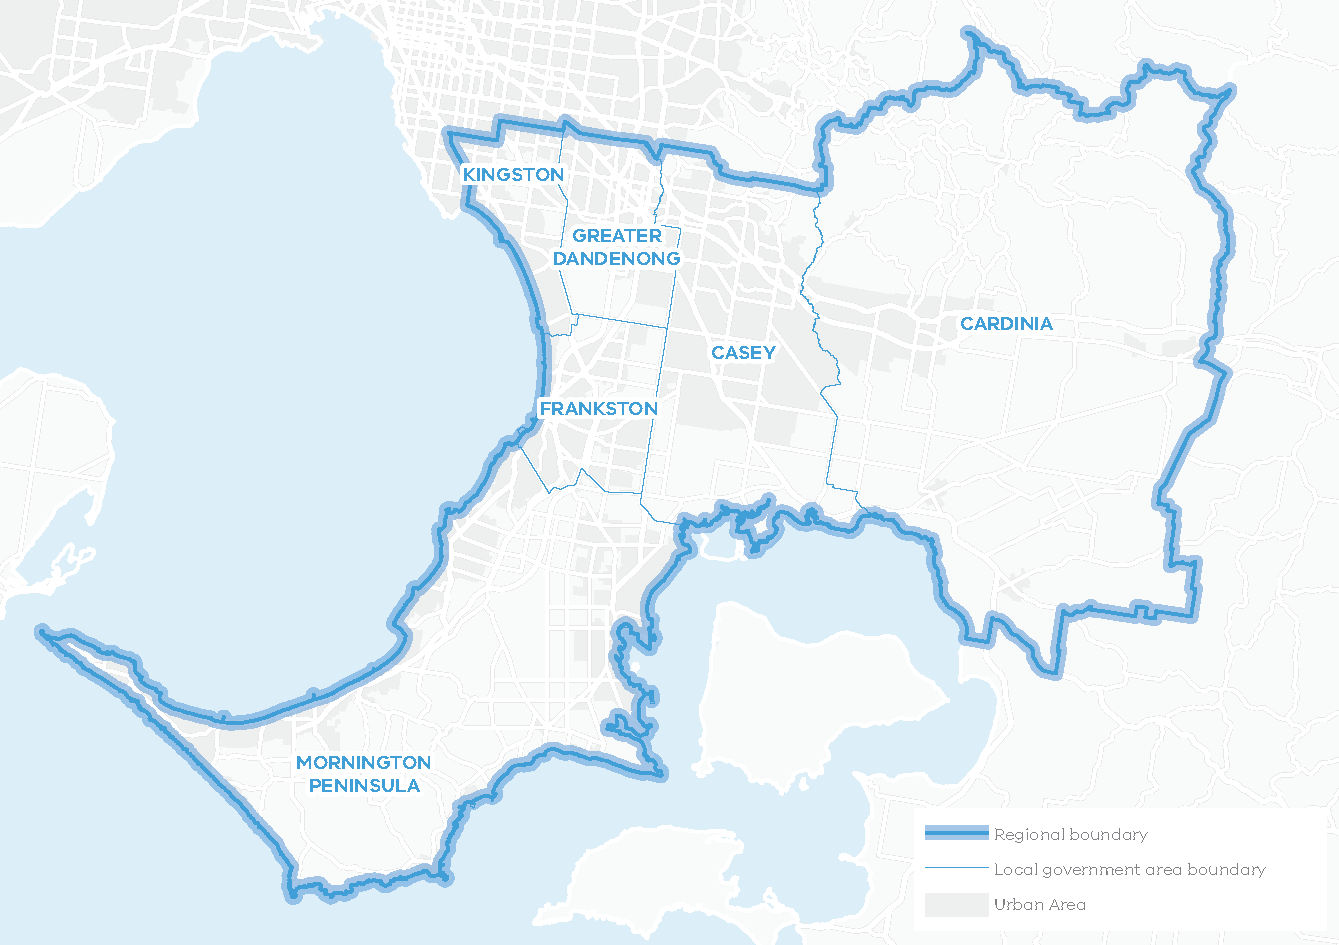 KINGSTON
GREATER
DANDENONG
CARDINIA
CASEY
FRANKSTON
MORNINGTON
PENINSULA
Regional boundary
Local government area boundary
Urban Area